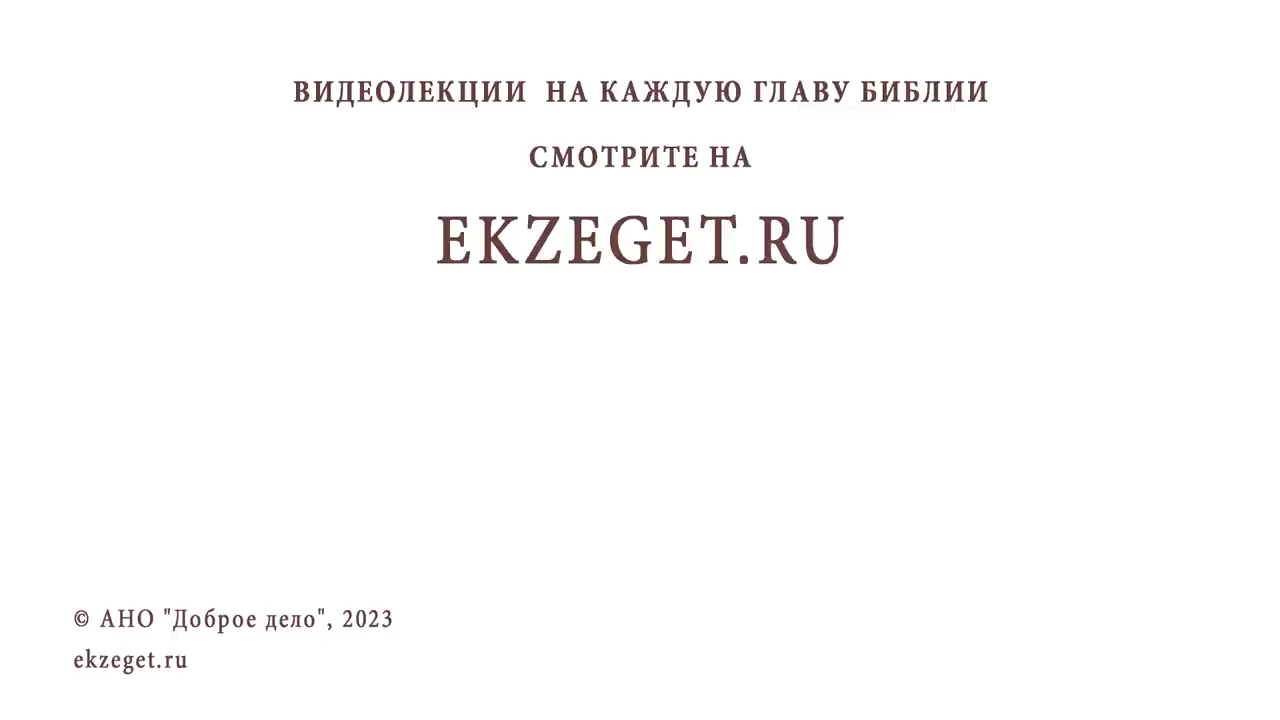 ВИДЕОЛЕКЦИИ НА КАЖДУЮ ГЛАВУ БИБЛИИ
СМОТРИТЕ НА
EKZEGET.RU
© АНО "Доброе дело", 2023
ekzeget.ru